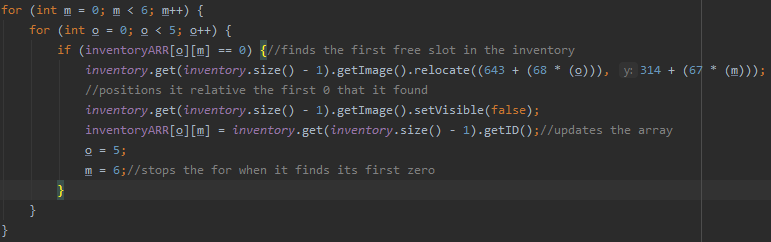 for (int m = 0; m < 6; m++) {
for (int o = 0; o < 5; o++) {
if (inventoryARR[o][m] == 0) {//finds the first free slot in the inventory
inventory.get(inventory.size() - 1).getImage().relocate((643 + (68 * (o))), y: 314 + (67 * (m)));
//positions it relative the first 0 that it found
inventory.get(inventory.size() - 1).getImage().setVisible(false);
inventoryARR[o][m] = inventory.get(inventory.size() - 1).getID();//updates the array
o = 5;
m = 6;//stops the for when it finds its first zero
}
}
}